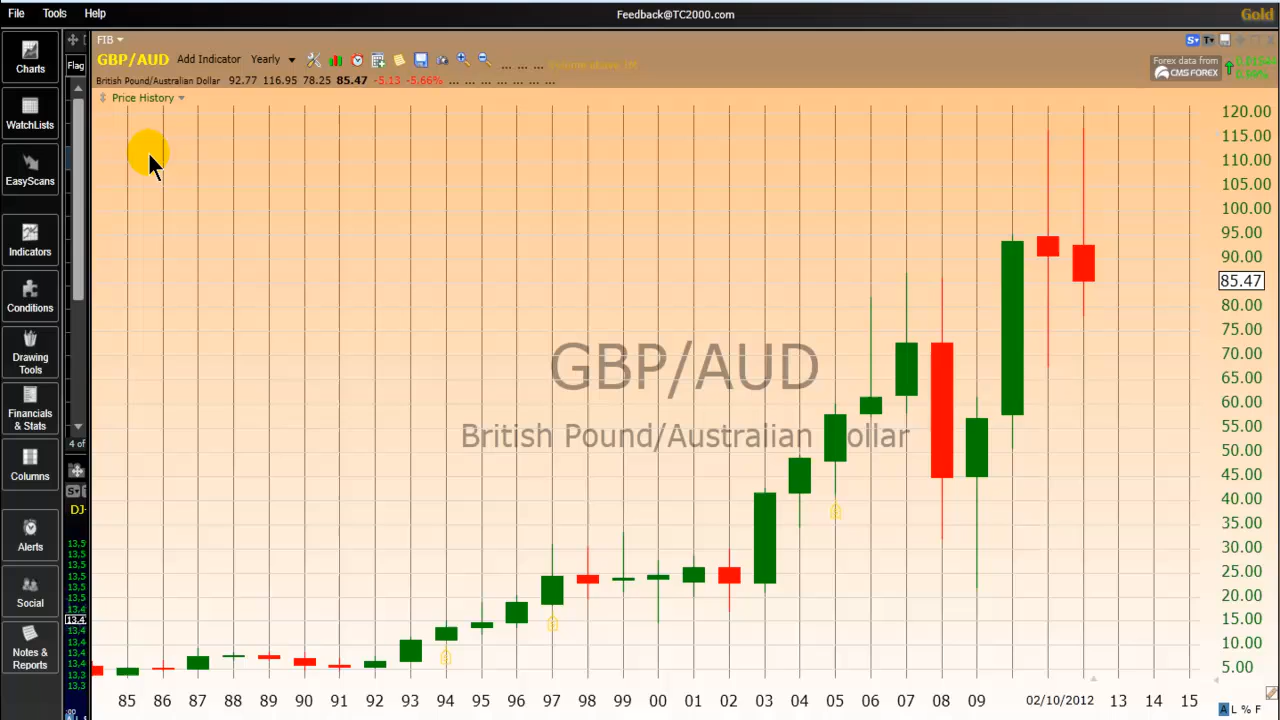 File Tools Help Feedback@TC2000.com Gold
FIB
GBP/AUD Add Indicator Yearly
British Pound/Australian Dollar 92.77 116.95 78.25 85.47 -5.13 -5.66% ... ... ... ... ... ...
Forex data from
CMS FOREX
Price History
Flag
Charts
WatchLists
EasyScans
Indicators
Conditions
Drawing
Tools
Financials
& Stats
Columns
Alerts
Social
Notes &
Reports
4 of
DJ-
GBP/AUD
British Pound/Australian Dollar
120.00
115.00
110.00
105.00
100.00
95.00
90.00
85.47
80.00
75.00
70.00
65.00
60.00
55.00
50.00
45.00
40.00
35.00
30.00
25.00
20.00
15.00
10.00
5.00
85 86 87 88 89 90 91 92 93 94 95 96 97 98 99 00 01 02 03 04 05 06 07 08 09 02/10/2012 13 14 15
A L % F